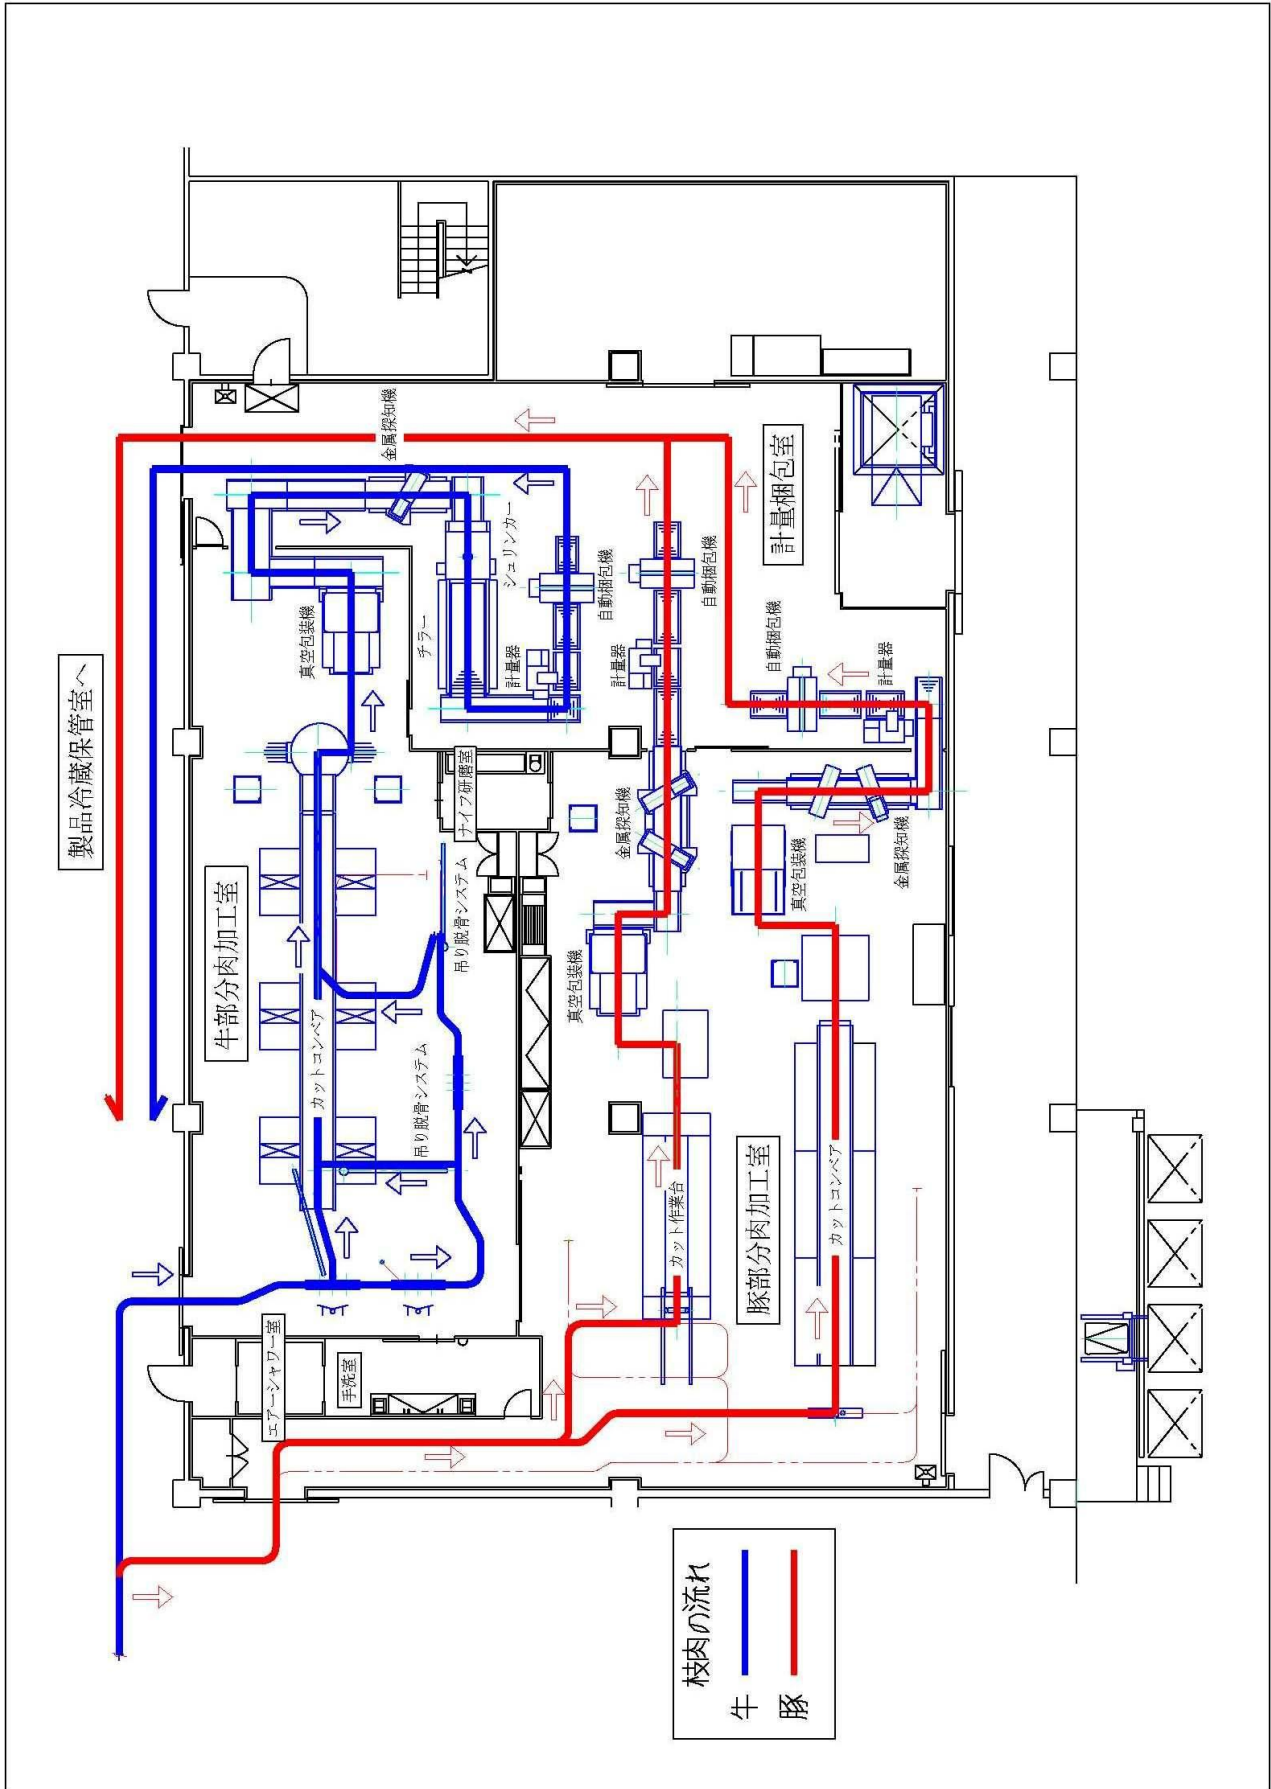 製品冷蔵保管室へ
牛部分肉加工室
エアーシャワー室
真空包装機
カットコンベア
手洗室
金属探知機
吊り脱骨システム
チラー
吊り脱骨システム
ナイフ研磨室
計量器
シュリンカー
真空包装機
自動梱包機
金属探知機
計量器
カット作業台
自動梱包機
豚部分肉加工室
自動梱包機
計量梱包室
真空包装機
カットコンベア
計量器
金属探知機
枝肉の流れ
牛
豚